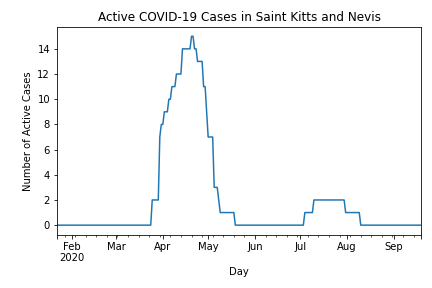 Active COVID-19 Cases in Saint Kitts and Nevis
Number of Active Cases
14
12
10
8
6
4
2
0
Feb Mar Apr May Jun Jul Aug Sep
2020
Day